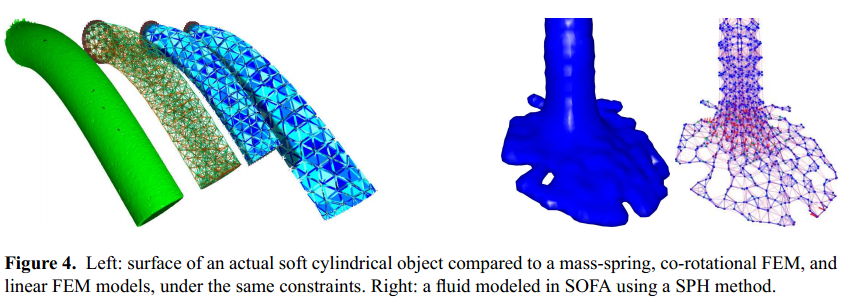 Figure 4. Left: surface of an actual soft cylindrical object compared to a mass-spring, co-rotational FEM, and
linear FEM models, under the same constraints. Right: a fluid modeled in SOFA using a SPH method.